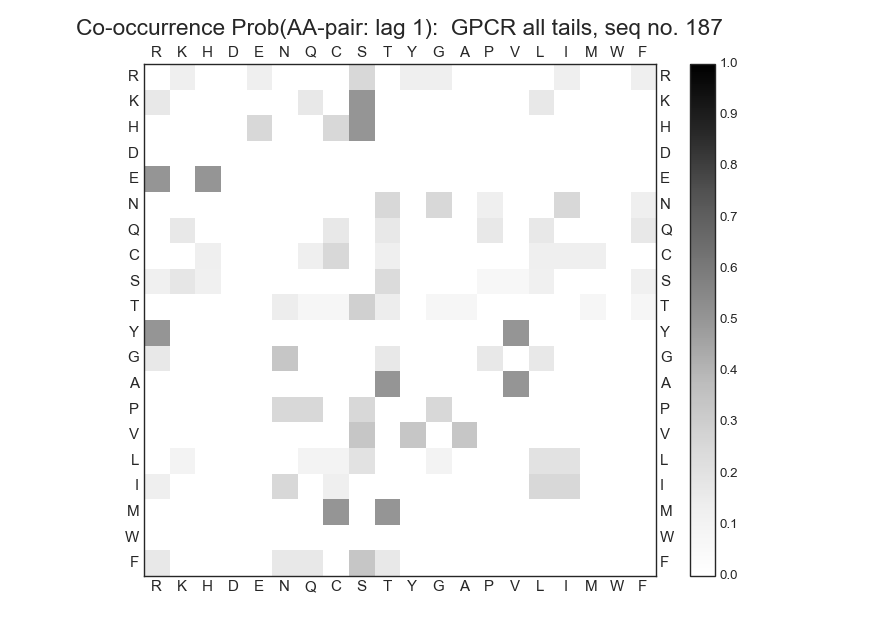 Co-occurrence Prob(AA-pair: lag 1):  GPCR all tails, seq no. 187
R K H D E N Q C S T Y G A P V L I M W F
R R 1.0
K K 0.9
H H
D D 0.8
E E
N N 0.7
Q Q 0.6
C C
S S 0.5
T T
Y Y
G G 0.4
A A
P P 0.3
V V
L L 0.2
I I
M M 0.1
W W
F F 0.0
R K H D E N Q C S T Y G A P V L I M W F